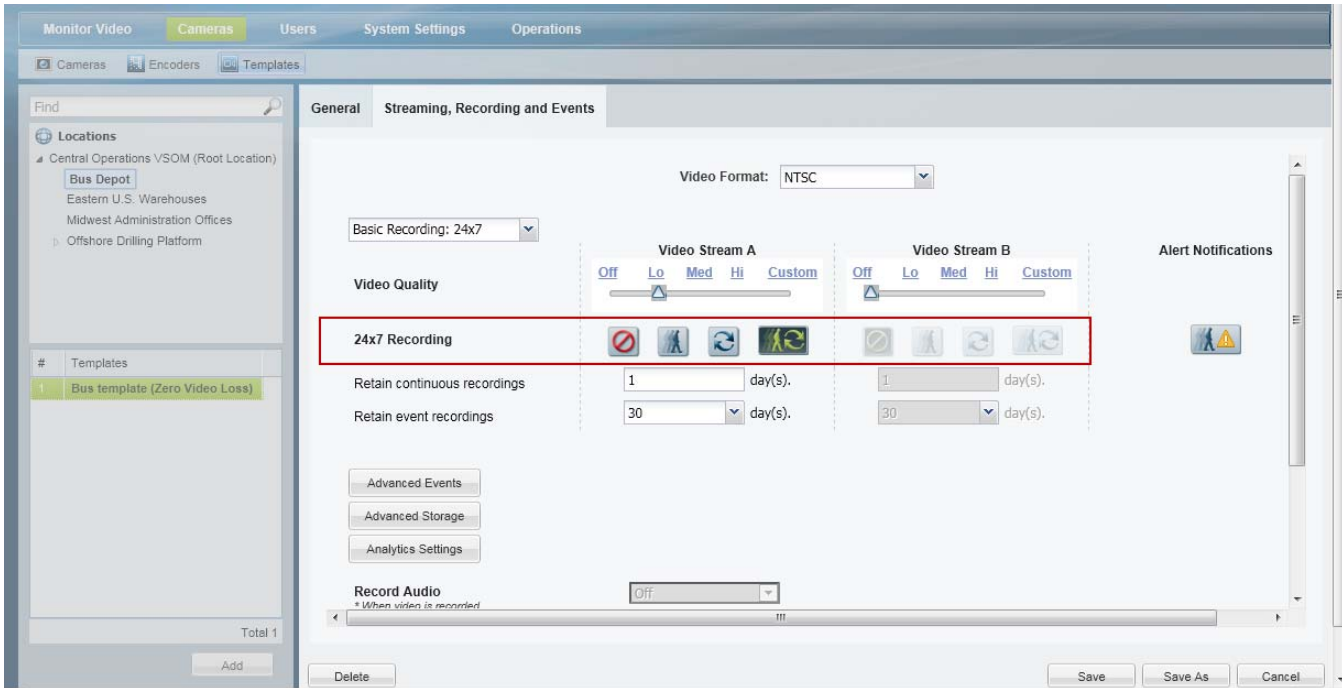 Monitor Video Cameras Users System Settings Operations
Cameras Encoders Templates
Find
Locations
Central Operations VSOM (Root Location)
Bus Depot
Eastern U.S. Warehouses
Midwest Administration Offices
Offshore Drilling Platform
# Templates
1 Bus template (Zero Video Loss)
Total 1
Add
General Streaming, Recording and Events
Video Format: NTSC
Basic Recording: 24x7
Video Stream A Video Stream B Alert Notifications
Video Quality Off Lo Med Hi Custom Off Lo Med Hi Custom
24x7 Recording
Retain continuous recordings 1 day(s). 1 day(s).
Retain event recordings 30 day(s). 30 day(s).
Advanced Events
Advanced Storage
Analytics Settings
Record Audio Off
* When video is recorded
Delete Save Save As Cancel